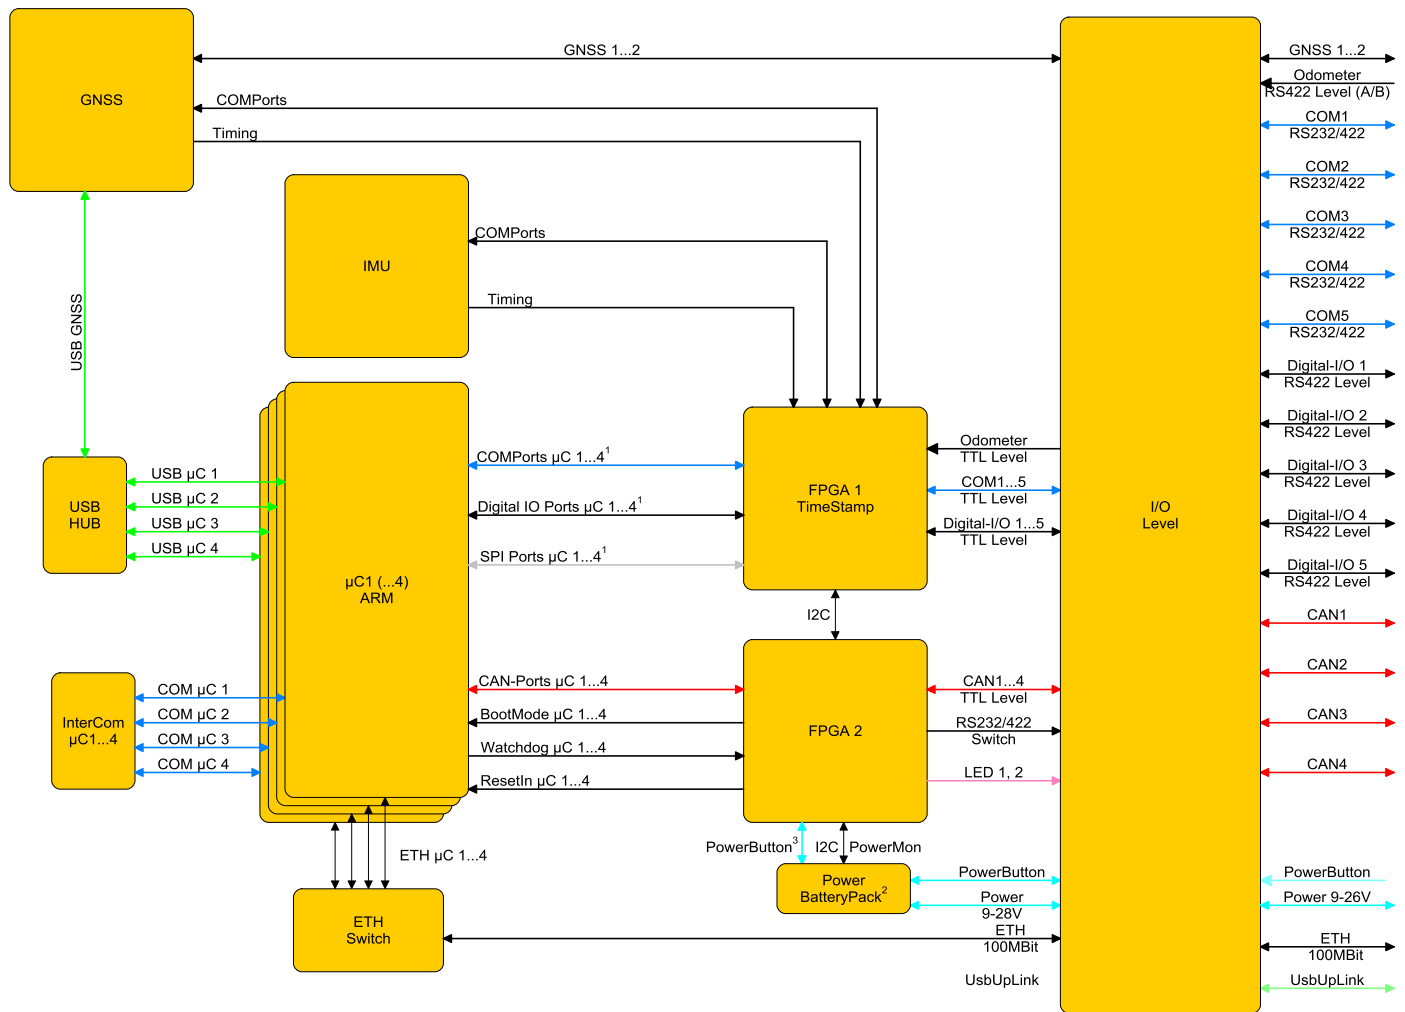 GNSS 1...2
GNSS 1...2
Odometer
RS422 Level (A/B)
GNSS
COMPorts
Timing
COM1
RS232/422
COM2
RS232/422
COM3
RS232/422
COM4
RS232/422
COM5
RS232/422
IMU
COMPorts
Timing
USB GNSS
Digital-I/O 1
RS422 Level
Digital-I/O 2
RS422 Level
Digital-I/O 3
RS422 Level
Digital-I/O 4
RS422 Level
Digital-I/O 5
RS422 Level
USB
HUB
USB µC 1
USB µC 2
USB µC 3
USB µC 4
µC1 (...4)
ARM
COMPorts µC 1...4¹
Digital IO Ports µC 1...4¹
SPI Ports µC 1...4¹
FPGA 1
TimeStamp
Odometer
TTL Level
COM1...5
TTL Level
Digital-I/O 1...5
TTL Level
I/O
Level
I2C
CAN1
CAN2
CAN3
CAN4
InterCom
µC1...4
COM µC 1
COM µC 2
COM µC 3
COM µC 4
CAN-Ports µC 1...4
BootMode µC 1...4
Watchdog µC 1...4
ResetIn µC 1...4
FPGA 2
CAN1...4
TTL Level
RS232/422
Switch
LED 1, 2
ETH µC 1...4
PowerButton³
I2C
PowerMon
Power
BatteryPack²
PowerButton
Power
9-28V
PowerButton
Power 9-26V
ETH
Switch
ETH
100MBit
ETH
100MBit
UsbUpLink
UsbUpLink